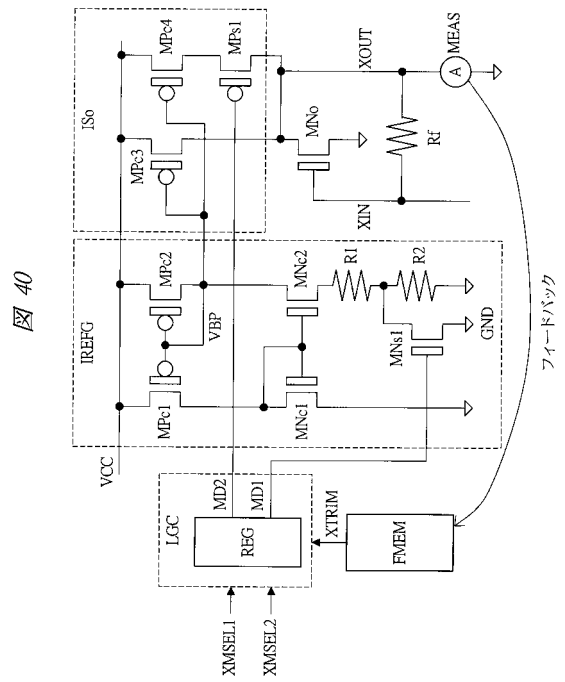 図 40
VCC
IREFG
ISo
MPc1
MPc2
MPc3
MPc4
VBP
MPs1
LGC
REG
MD2
MD1
XMSEL1
XMSEL2
XTRIM
FMEM
MNc1
MNc2
R1
R2
MNs1
GND
MNo
XIN
XOUT
Rf
A
MEAS
フィードバック